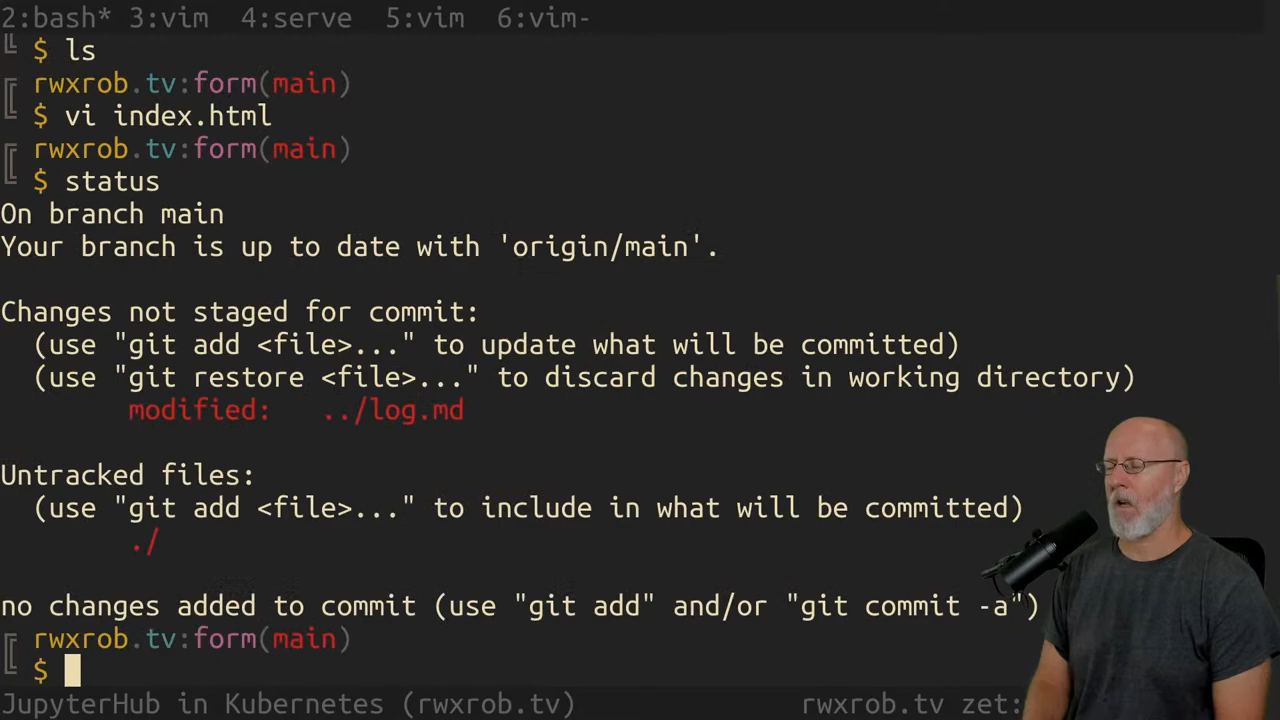 2:bash* 3:vim 4:serve 5:vim 6:vim-
$ ls
rwxrob.tv:form(main)
$ vi index.html
rwxrob.tv:form(main)
$ status
On branch main
Your branch is up to date with 'origin/main'.
Changes not staged for commit:
(use "git add <file>..." to update what will be committed)
(use "git restore <file>..." to discard changes in working directory)
modified: ../log.md
Untracked files:
(use "git add <file>..." to include in what will be committed)
./
no changes added to commit (use "git add" and/or "git commit -a")
rwxrob.tv:form(main)
$
JupyterHub in Kubernetes (rwxrob.tv) rwxrob.tv zet: